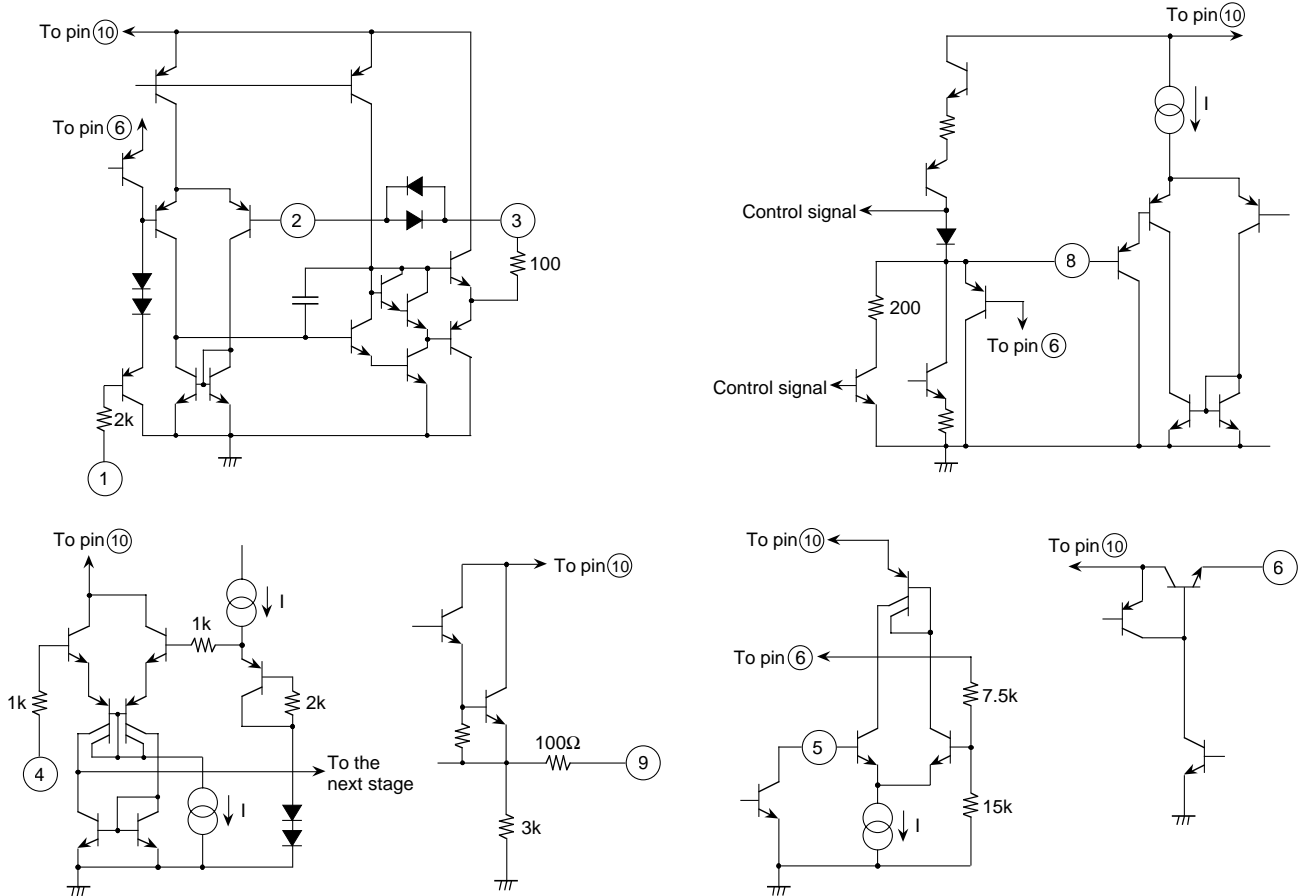 To pin 10
To pin 6
2
3
100
2k
1
To pin 10
I
Control signal
8
200
To pin 6
Control signal
To pin 10
I
1k
2k
1k
4
To the
next stage
I
To pin 10
100Ω
9
3k
To pin 10
To pin 6
7.5k
5
15k
I
To pin 10
6